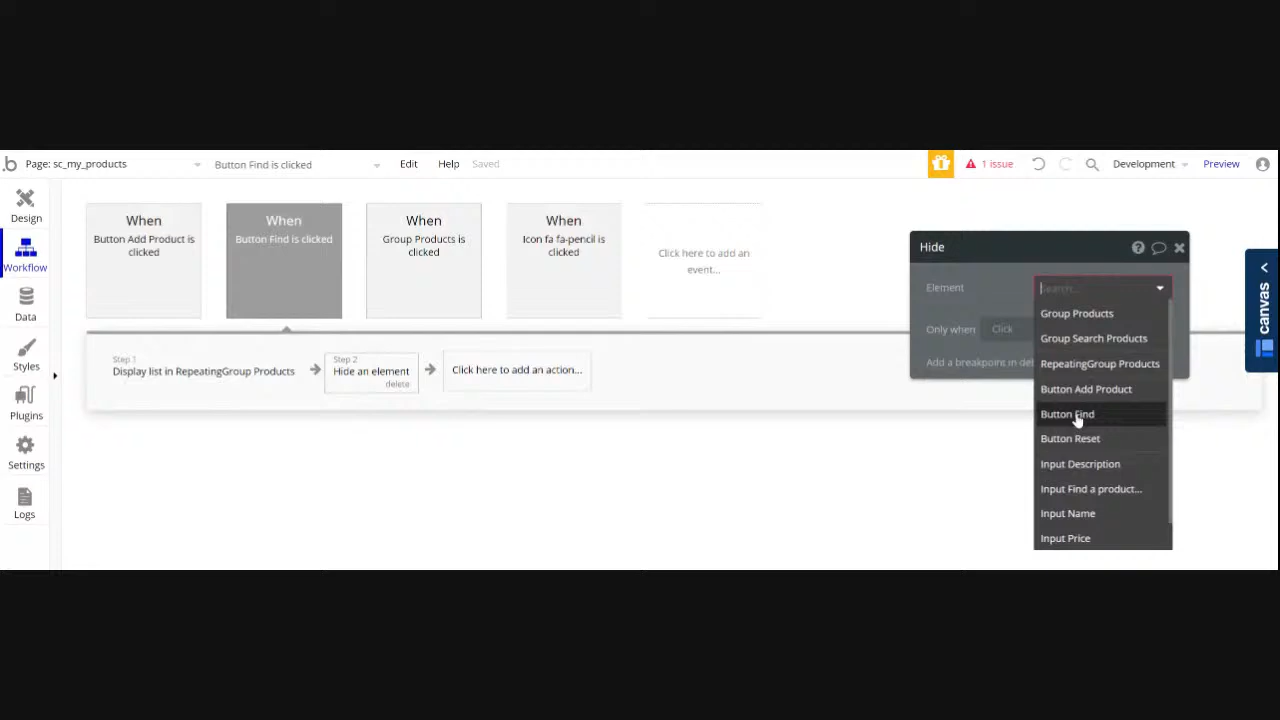 Page: sc_my_products
Button Find is clicked
Edit
Help
Saved
1 issue
Development
Preview
Design
Workflow
Data
Styles
Plugins
Settings
Logs
When
Button Add Product is
clicked
When
Button Find is clicked
When
Group Products is
clicked
When
Icon fa fa-pencil is
clicked
Click here to add an
event...
Step 1
Display list in RepeatingGroup Products
Step 2
Hide an element
delete
Click here to add an action...
Hide
Element
Search...
Only when
Click
Add a breakpoint in de
Group Products
Group Search Products
RepeatingGroup Products
Button Add Product
Button Find
Button Reset
Input Description
Input Find a product...
Input Name
Input Price
canvas